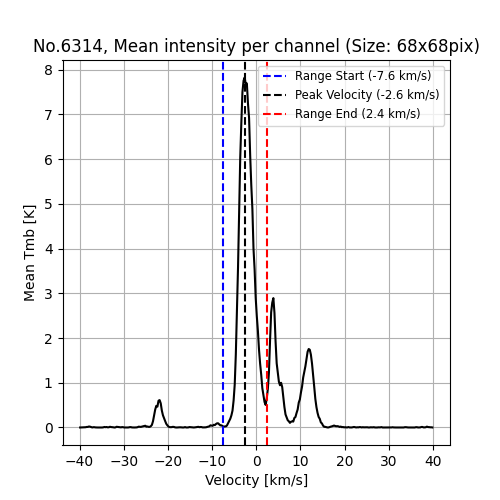 No.6314, Mean intensity per channel (Size: 68x68pix)
Range Start (-7.6 km/s)
Peak Velocity (-2.6 km/s)
Range End (2.4 km/s)
Mean Tmb [K]
8
7
6
5
4
3
2
1
0
−40 −30 −20 −10 0 10 20 30 40
Velocity [km/s]